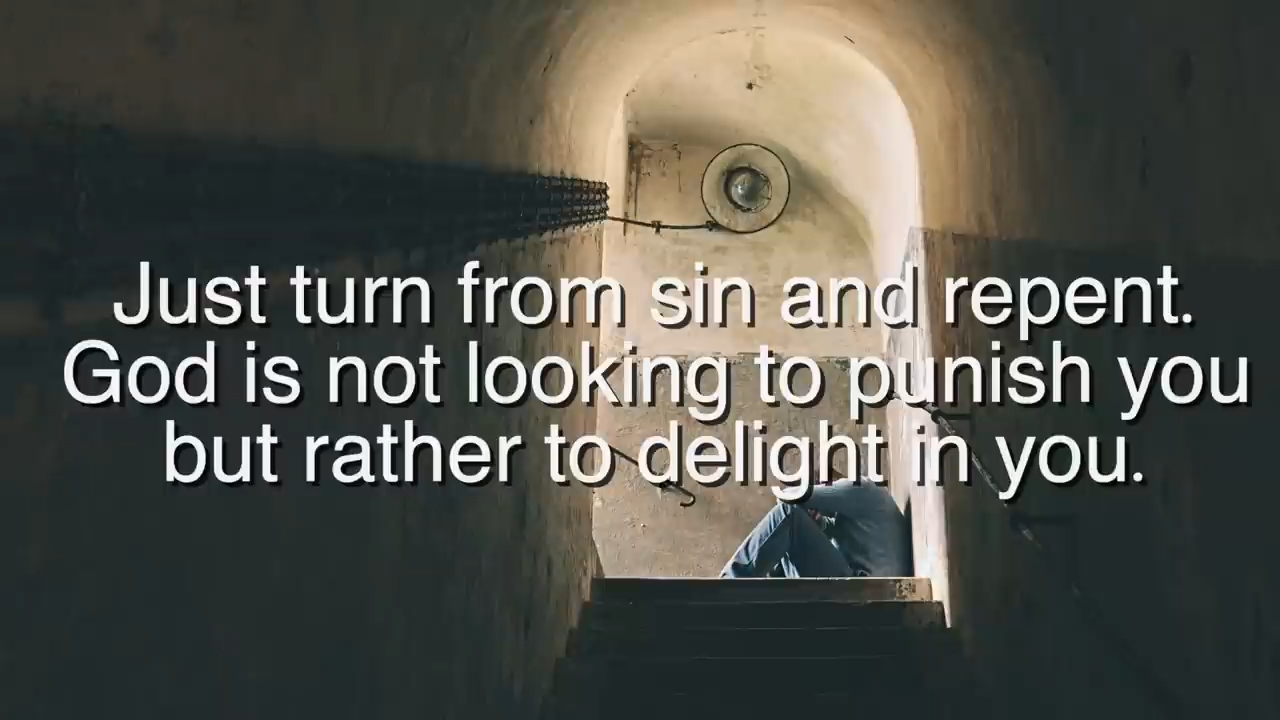 Just turn from sin and repent.
God is not looking to punish you
but rather to delight in you.